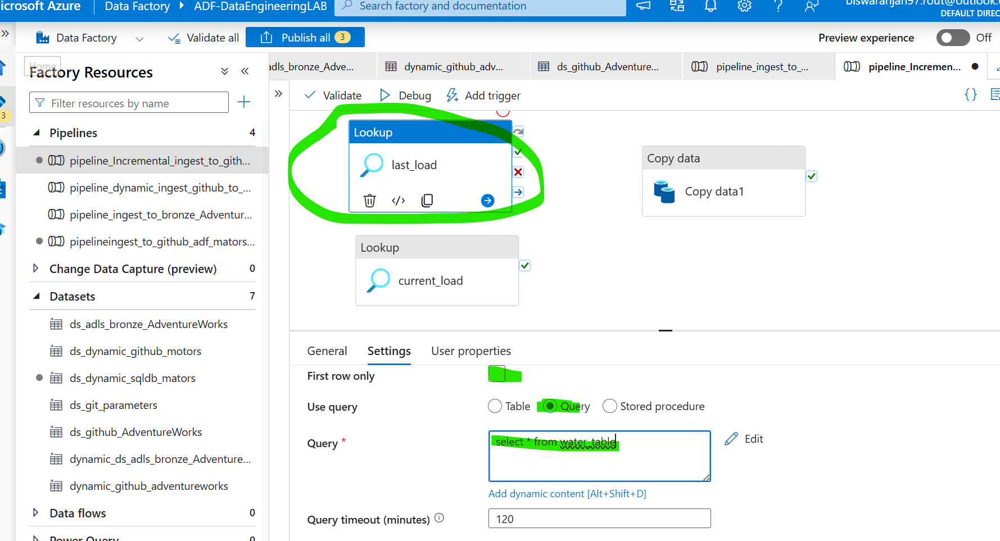 icrosoft Azure
Data Factory
ADF-DataEngineeringLAB
Search factory and documentation
DEFAULT DIREC
Data Factory
Validate all
Publish all
3
Preview experience
Off
Home
Factory Resources
adls_bronze_Adve...
dynamic_github_adv...
ds_github_Adventure...
pipeline_ingest_to_...
pipeline_Incremen...
Filter resources by name
Validate
Debug
Add trigger
{}
3
Pipelines
4
pipeline_Incremental_ingest_to_gith...
pipeline_dynamic_ingest_github_to_...
pipeline_ingest_to_bronze_Adventur...
pipelineingest_to_github_adf_mators...
Change Data Capture (preview)
0
Datasets
7
ds_adls_bronze_AdventureWorks
ds_dynamic_github_motors
ds_dynamic_sqldb_mators
ds_git_parameters
ds_github_AdventureWorks
dynamic_ds_adls_bronze_Adventure...
dynamic_github_adventureworks
Data flows
0
Power Query
0
Lookup
last_load
Copy data
Copy data1
Lookup
current_load
General
Settings
User properties
First row only
Use query
Table
Query
Stored procedure
Query *
select * from water_table
Edit
Add dynamic content [Alt+Shift+D]
Query timeout (minutes)
120